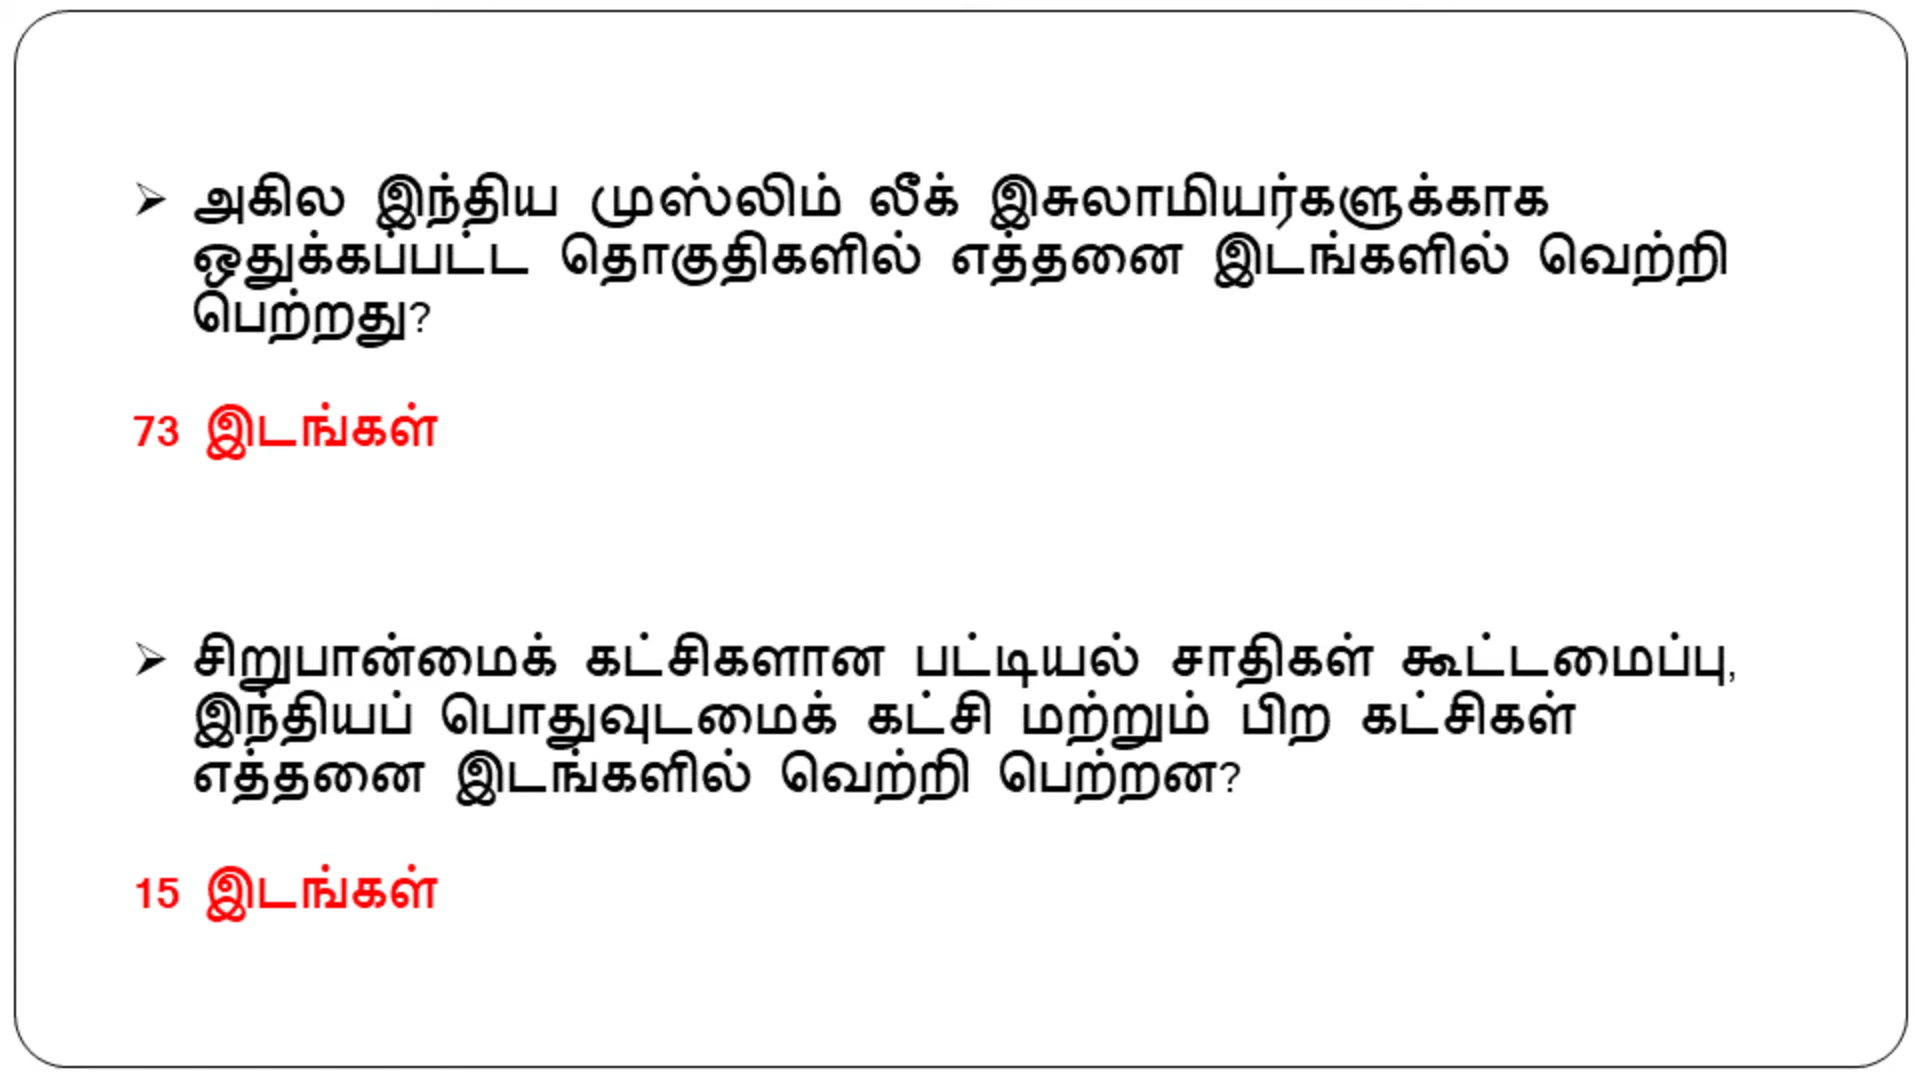 ➢ அகில இந்திய முஸ்லிம் லீக் இசுலாமியர்களுக்காக
ஒதுக்கப்பட்ட தொகுதிகளில் எத்தனை இடங்களில் வெற்றி
பெற்றது?
73 இடங்கள்
➢ சிறுபான்மைக் கட்சிகளான பட்டியல் சாதிகள் கூட்டமைப்பு,
இந்தியப் பொதுவுடமைக் கட்சி மற்றும் பிற கட்சிகள்
எத்தனை இடங்களில் வெற்றி பெற்றன?
15 இடங்கள்